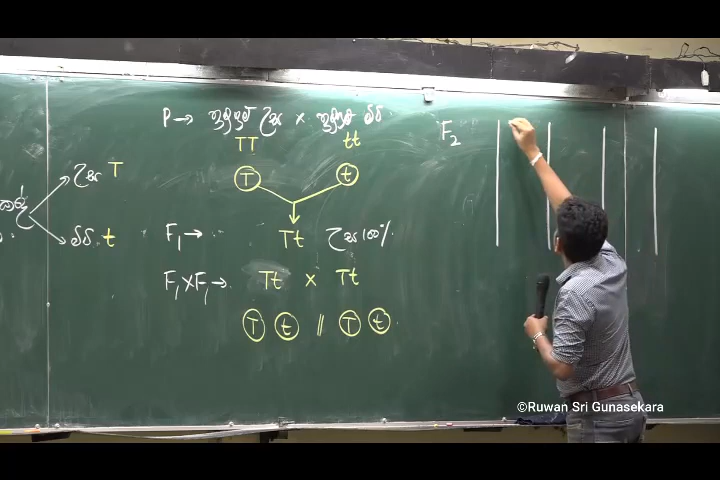 P → × මිටි
TT tt
T t
උස T
මිටි t
F₁ → Tt උස 100%
F₁ X F₁ → Tt × Tt
T t // T t
F₂
©Ruwan Sri Gunasekara